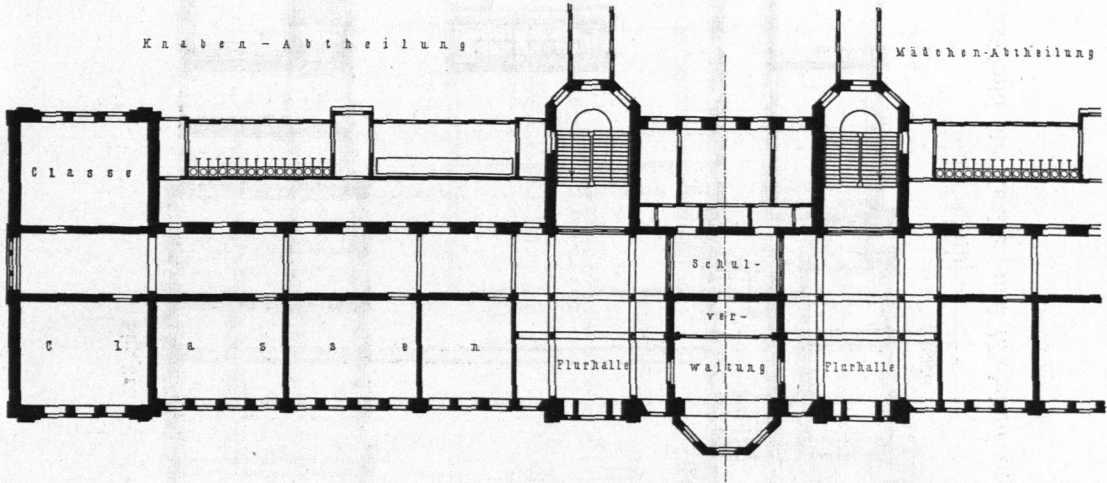 Knaben-Abtheilung
Mädchen-Abtheilung
Classe
Schul-
ver-
Classen
Flurhalle
waltung
Flurhalle